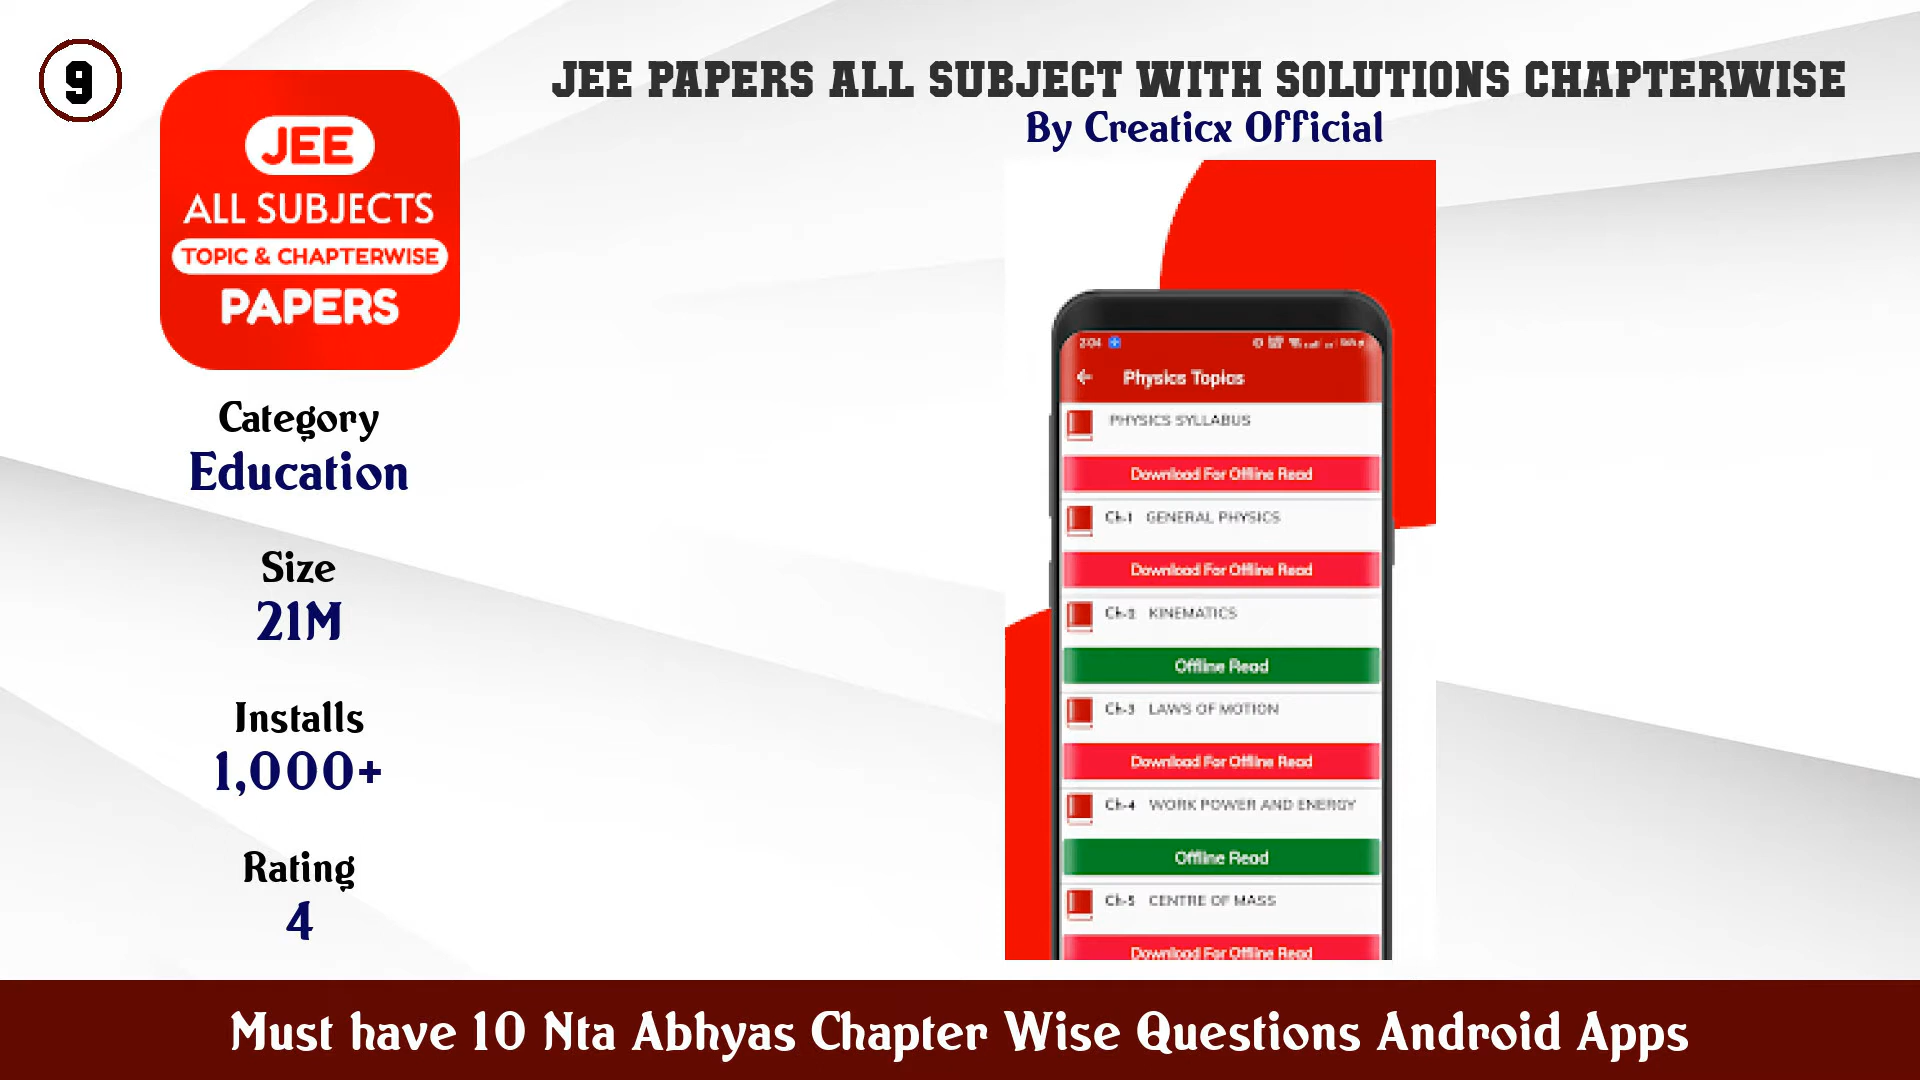 9
JEE PAPERS ALL SUBJECT WITH SOLUTIONS CHAPTERWISE
By Creaticx Official
JEE
ALL SUBJECTS
TOPIC & CHAPTERWISE
PAPERS
Category
Education
Size
21M
Installs
1,000+
Rating
4
2:04
Physics Topics
PHYSICS SYLLABUS
Download For Offline Read
Ch-1 GENERAL PHYSICS
Download For Offline Read
Ch-2 KINEMATICS
Offline Read
Ch-3 LAWS OF MOTION
Download For Offline Read
Ch-4 WORK POWER AND ENERGY
Offline Read
Ch-5 CENTRE OF MASS
Download For Offline Read
Must have 10 Nta Abhyas Chapter Wise Questions Android Apps